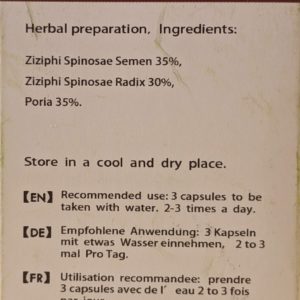 Herbal preparation, Ingredients:
Ziziphi Spinosae Semen 35%,
Ziziphi Spinosae Radix 30%,
Poria 35%.
Store in a cool and dry place.
【EN】 Recommended use: 3 capsules to be
taken with water. 2-3 times a day.
【DE】 Empfohlene Anwendung: 3 Kapseln
mit etwas Wasser einnehmen, 2 to 3
mal Pro Tag.
【FR】 Utilisation recommandee: prendre
3 capsules avec de l´ eau 2 to 3 fois
par jour